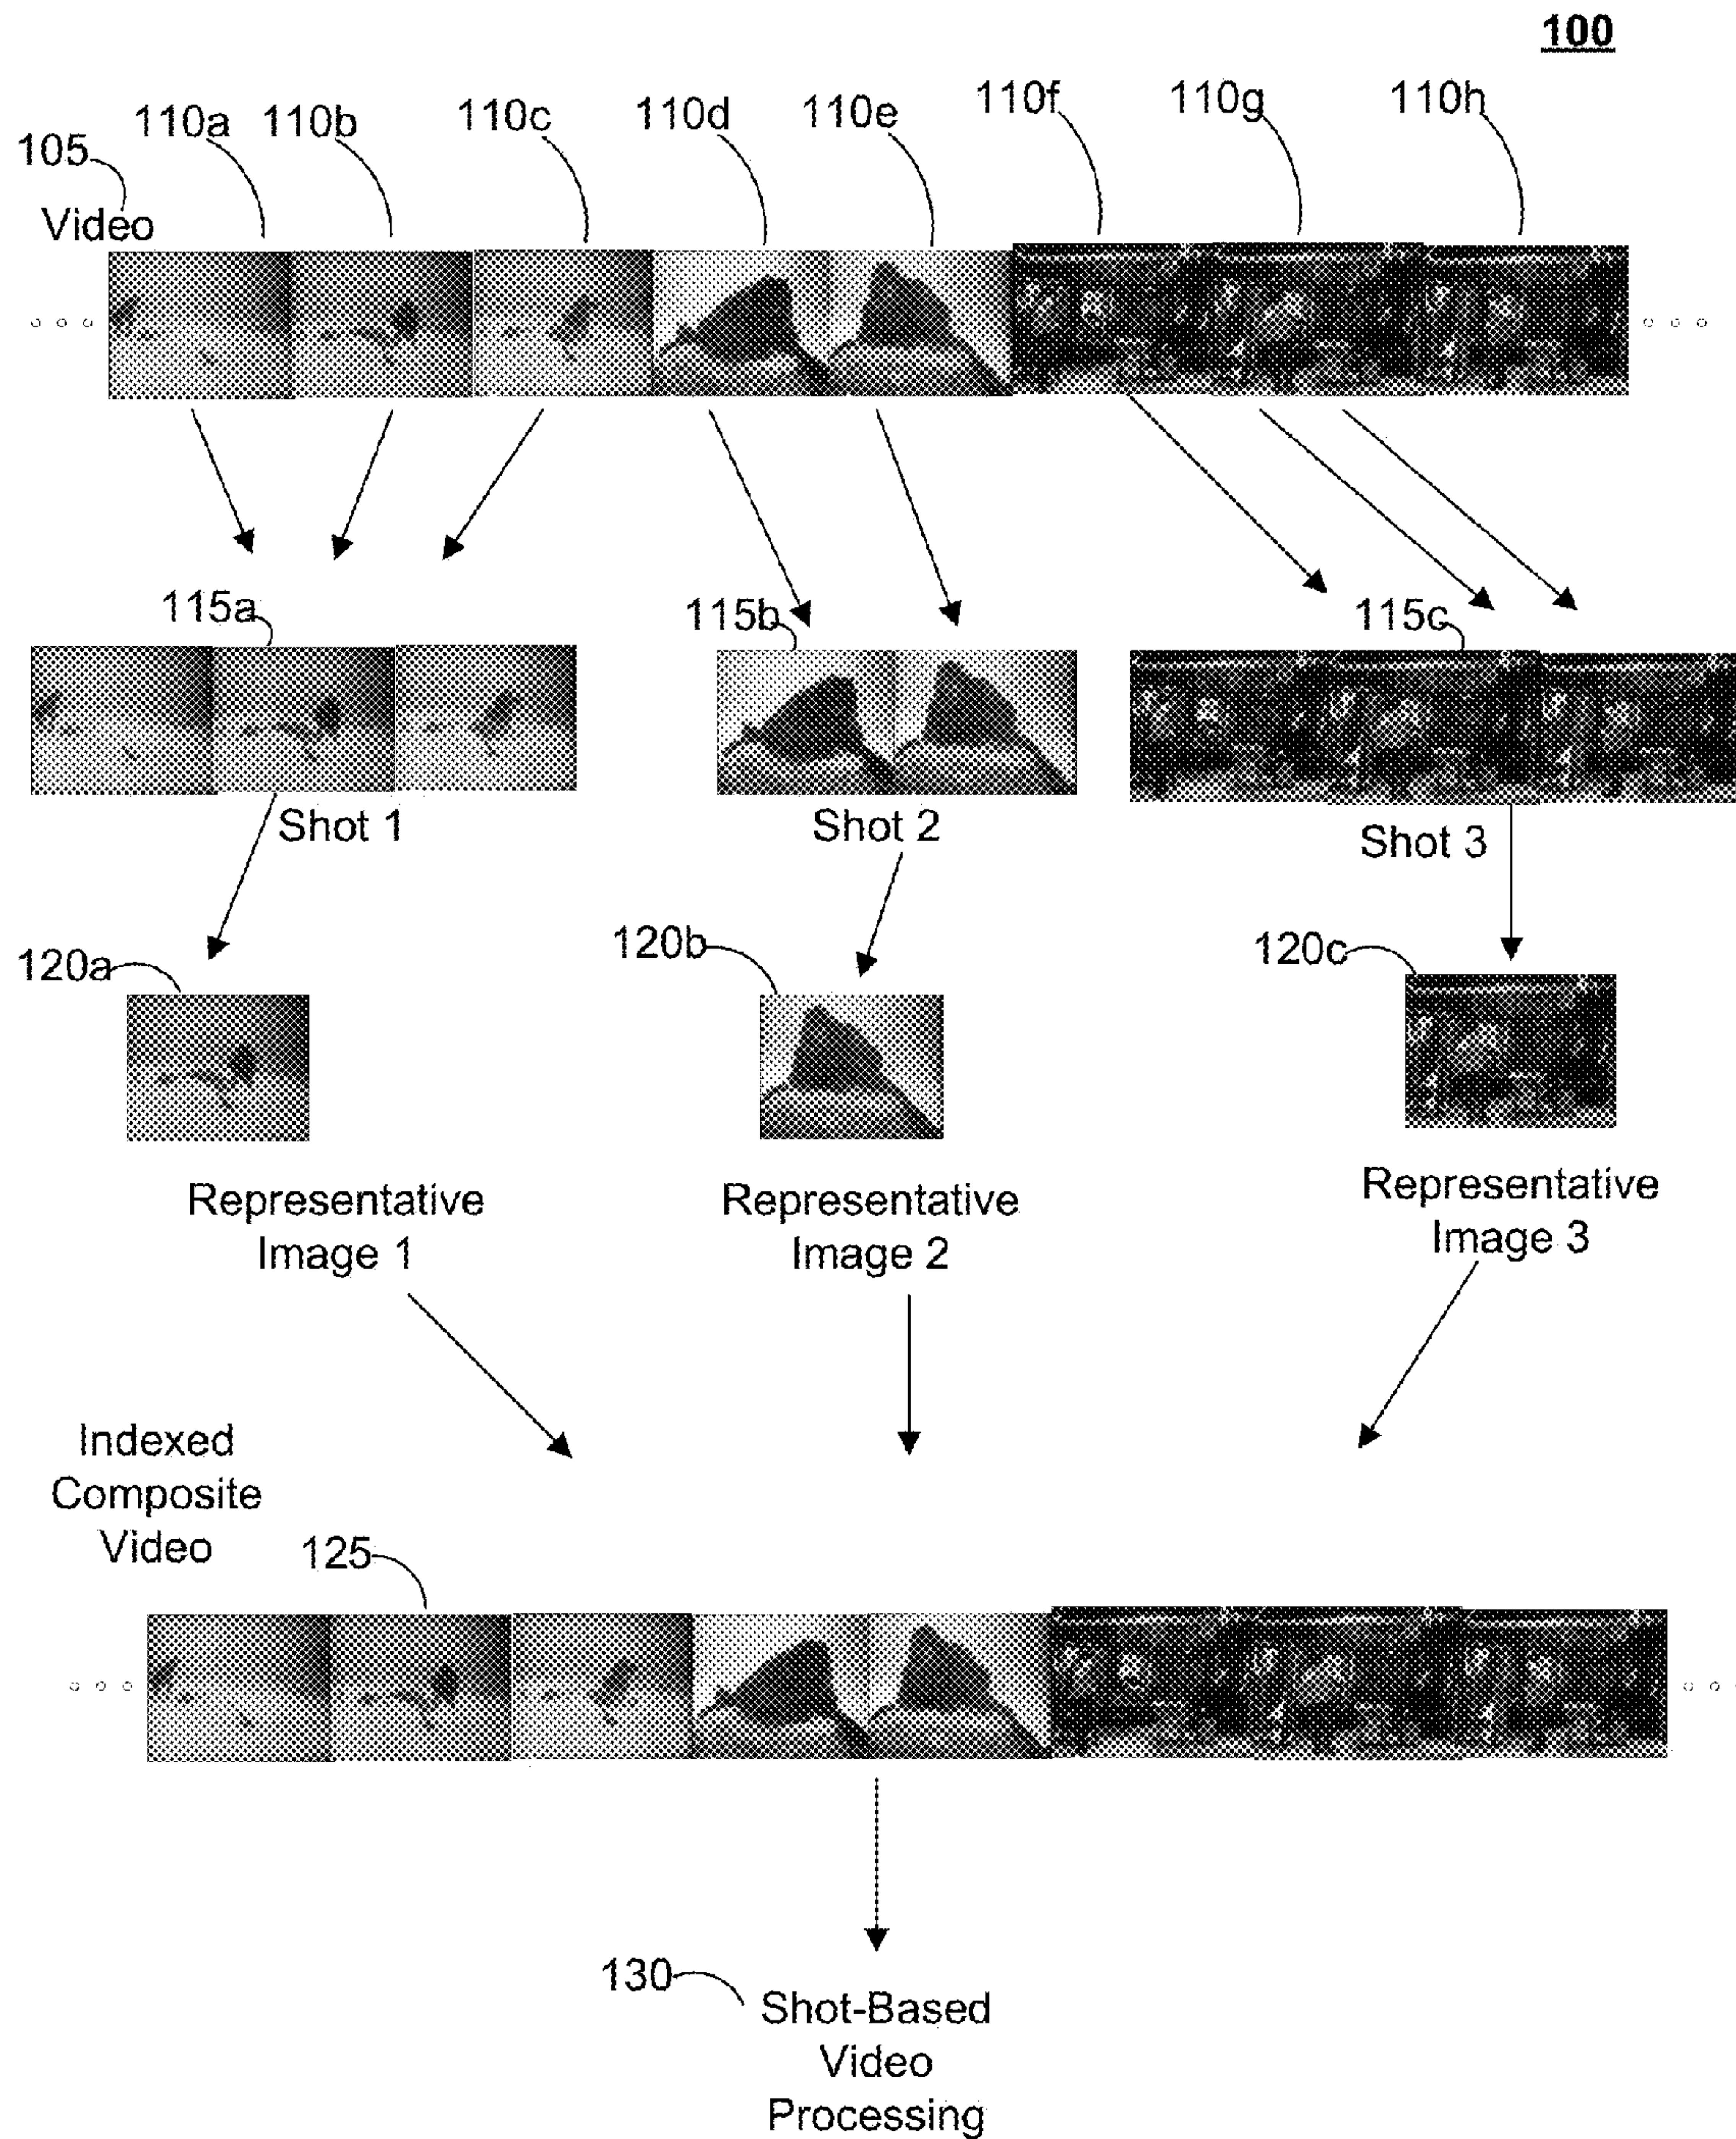 100
110a 110b 110c 110d 110e 110f 110g 110h
105
Video
115a 115b 115c
Shot 1 Shot 2 Shot 3
120a 120b 120c
Representative
Image 1
Representative
Image 2
Representative
Image 3
Indexed
Composite
Video
125
130
Shot-Based
Video
Processing